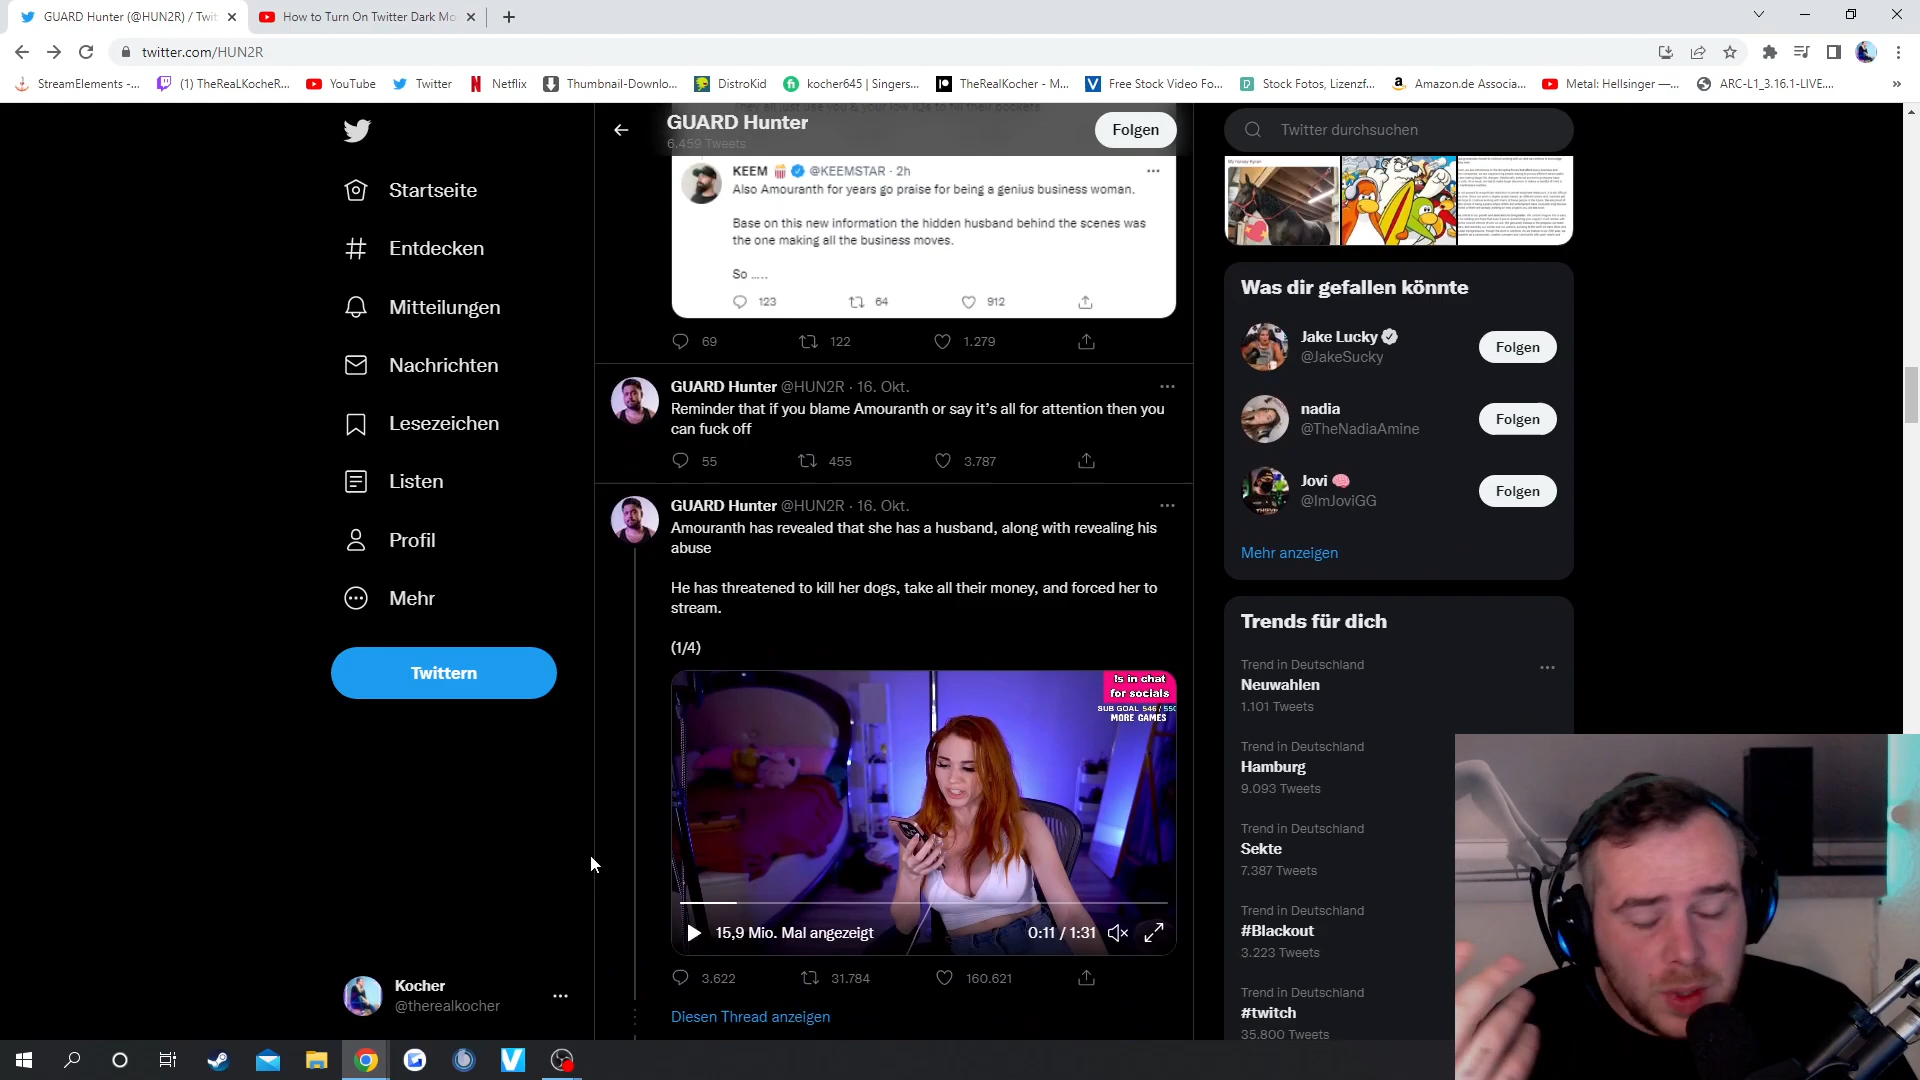 GUARD Hunter (@HUN2R) / Twit
How to Turn On Twitter Dark Mo
twitter.com/HUN2R
StreamElements -...
(1) TheReaLKocheR...
YouTube
Twitter
Netflix
Thumbnail-Downlo...
DistroKid
kocher645 | Singers...
TheRealKocher - M...
Free Stock Video Fo...
Stock Fotos, Lizenzf...
Amazon.de Associa...
Metal: Hellsinger —...
ARC-L1_3.16.1-LIVE....
Startseite
Entdecken
Mitteilungen
Nachrichten
Lesezeichen
Listen
Profil
Mehr
Twittern
Kocher
@therealkocher
GUARD Hunter
6.459 Tweets
Folgen
KEEM @KEEMSTAR · 2h
Also Amouranth for years go praise for being a genius business woman.
Base on this new information the hidden husband behind the scenes was
the one making all the business moves.
So .....
123 64 912
69 122 1.279
GUARD Hunter @HUN2R · 16. Okt.
Reminder that if you blame Amouranth or say it's all for attention then you
can fuck off
55 455 3.787
GUARD Hunter @HUN2R · 16. Okt.
Amouranth has revealed that she has a husband, along with revealing his
abuse
He has threatened to kill her dogs, take all their money, and forced her to
stream.
(1/4)
!s in chat
for socials
SUB GOAL 546 / 550
MORE GAMES
15,9 Mio. Mal angezeigt
0:11 / 1:31
3.622 31.784 160.621
Diesen Thread anzeigen
Twitter durchsuchen
Was dir gefallen könnte
Jake Lucky
@JakeSucky
Folgen
nadia
@TheNadiaAmine
Folgen
Jovi
@ImJoviGG
Folgen
Mehr anzeigen
Trends für dich
Trend in Deutschland
Neuwahlen
1.101 Tweets
Trend in Deutschland
Hamburg
9.093 Tweets
Trend in Deutschland
Sekte
7.387 Tweets
Trend in Deutschland
#Blackout
3.223 Tweets
Trend in Deutschland
#twitch
35.800 Tweets